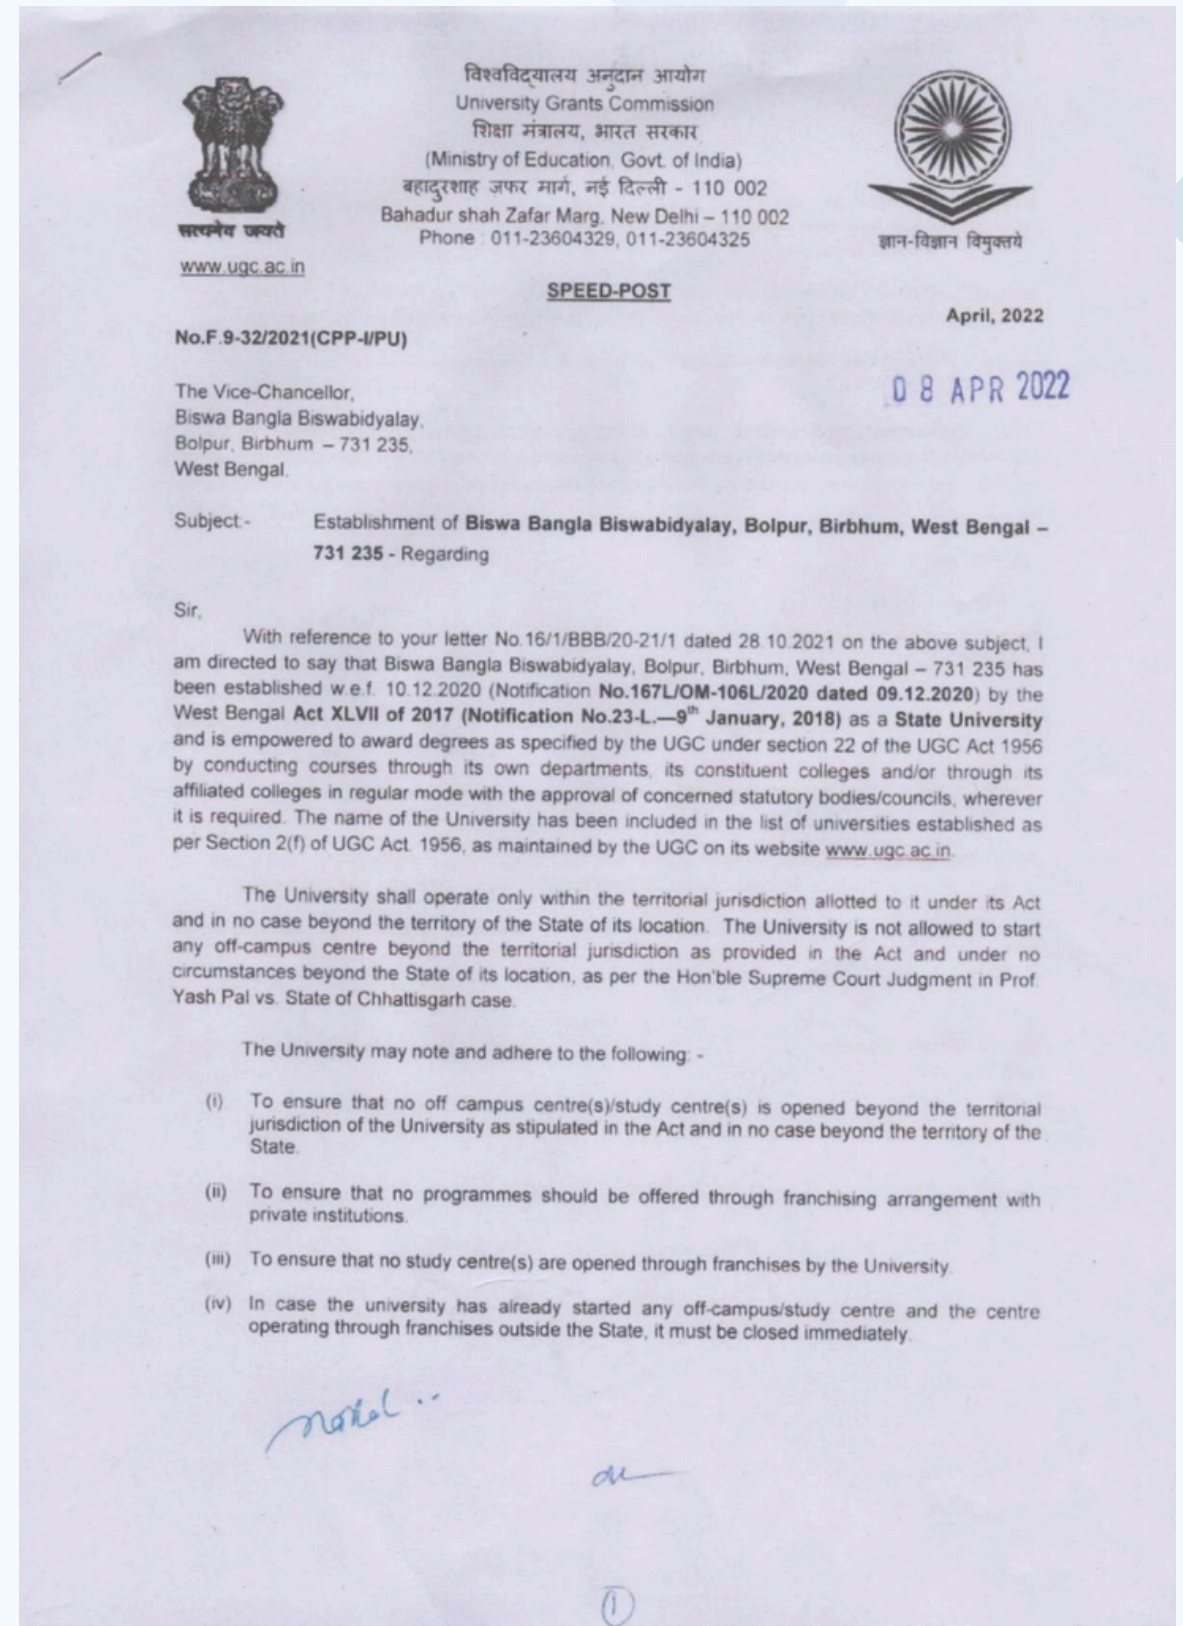 विश्वविद्यालय अनुदान आयोग
University Grants Commission
शिक्षा मंत्रालय, भारत सरकार
(Ministry of Education, Govt. of India)
बहादुरशाह जफर मार्ग, नई दिल्ली - 110 002
Bahadur shah Zafar Marg, New Delhi – 110 002
Phone : 011-23604329, 011-23604325
सत्यमेव जयते
www.ugc.ac.in
ज्ञान-विज्ञान विमुक्तये
SPEED-POST
April, 2022
No.F.9-32/2021(CPP-I/PU)
08 APR 2022
The Vice-Chancellor,
Biswa Bangla Biswabidyalay,
Bolpur, Birbhum – 731 235,
West Bengal.
Subject:- Establishment of Biswa Bangla Biswabidyalay, Bolpur, Birbhum, West Bengal –
731 235 - Regarding
Sir,
With reference to your letter No.16/1/BBB/20-21/1 dated 28.10.2021 on the above subject, I
am directed to say that Biswa Bangla Biswabidyalay, Bolpur, Birbhum, West Bengal – 731 235 has
been established w.e.f. 10.12.2020 (Notification No.167L/OM-106L/2020 dated 09.12.2020) by the
West Bengal Act XLVII of 2017 (Notification No.23-L.—9th January, 2018) as a State University
and is empowered to award degrees as specified by the UGC under section 22 of the UGC Act 1956
by conducting courses through its own departments, its constituent colleges and/or through its
affiliated colleges in regular mode with the approval of concerned statutory bodies/councils, wherever
it is required. The name of the University has been included in the list of universities established as
per Section 2(f) of UGC Act. 1956, as maintained by the UGC on its website www.ugc.ac.in.
The University shall operate only within the territorial jurisdiction allotted to it under its Act
and in no case beyond the territory of the State of its location. The University is not allowed to start
any off-campus centre beyond the territorial jurisdiction as provided in the Act and under no
circumstances beyond the State of its location, as per the Hon'ble Supreme Court Judgment in Prof.
Yash Pal vs. State of Chhattisgarh case.
The University may note and adhere to the following: -
(i) To ensure that no off campus centre(s)/study centre(s) is opened beyond the territorial
jurisdiction of the University as stipulated in the Act and in no case beyond the territory of the
State.
(ii) To ensure that no programmes should be offered through franchising arrangement with
private institutions.
(iii) To ensure that no study centre(s) are opened through franchises by the University.
(iv) In case the university has already started any off-campus/study centre and the centre
operating through franchises outside the State, it must be closed immediately.
1